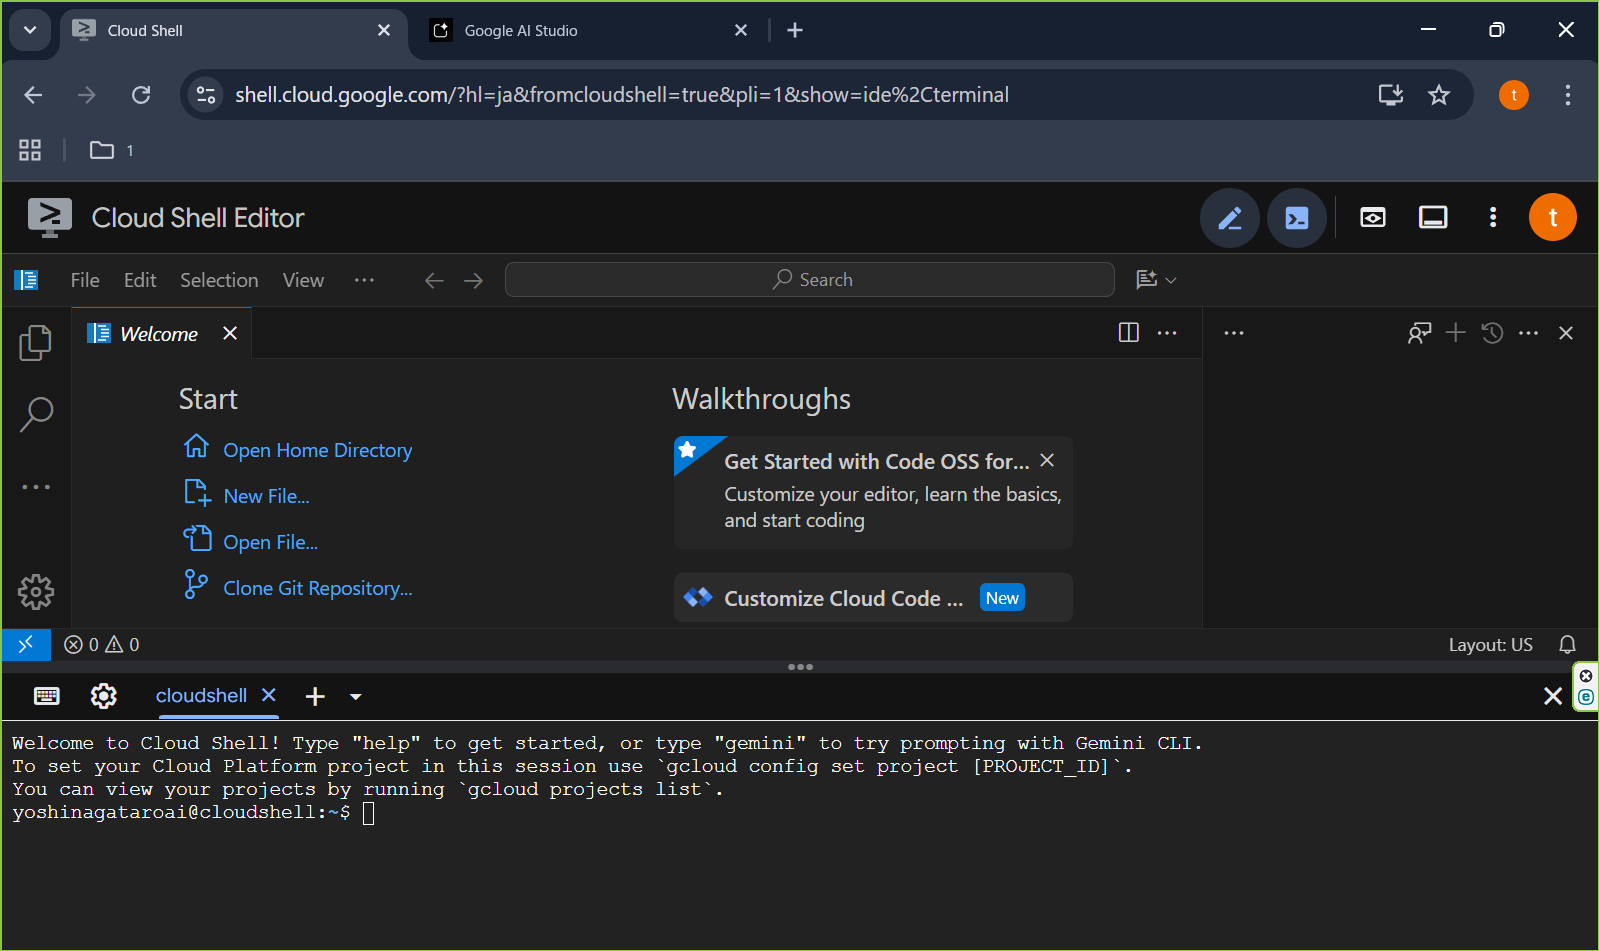 Cloud Shell
Google AI Studio
shell.cloud.google.com/?hl=ja&fromcloudshell=true&pli=1&show=ide%2Cterminal
t
1
Cloud Shell Editor
t
File Edit Selection View ···
Search
Welcome
Start
Open Home Directory
New File...
Open File...
Clone Git Repository...
Walkthroughs
Get Started with Code OSS for...
Customize your editor, learn the basics,
and start coding
Customize Cloud Code ... New
0 0
Layout: US
cloudshell
e
Welcome to Cloud Shell! Type "help" to get started, or type "gemini" to try prompting with Gemini CLI.
To set your Cloud Platform project in this session use `gcloud config set project [PROJECT_ID]`.
You can view your projects by running `gcloud projects list`.
yoshinagataroai@cloudshell:~$